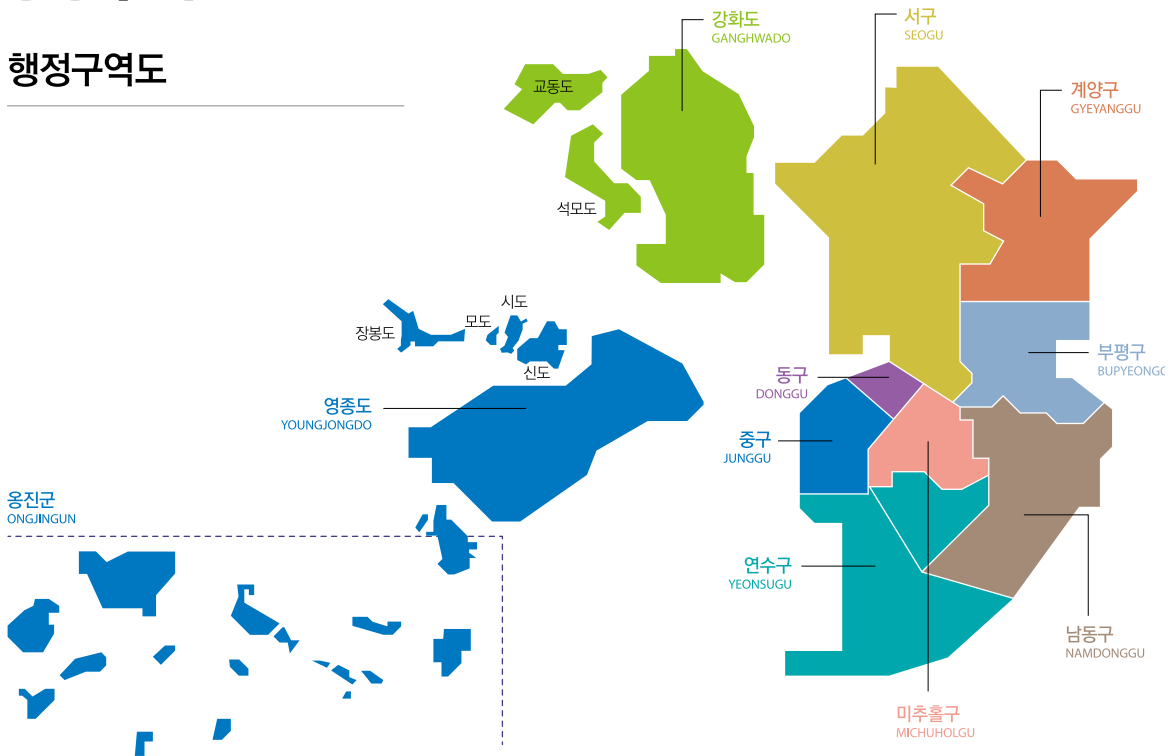 행정구역도
강화도
GANGHWADO
서구
SEOGU
계양구
GYEYANGGU
교동도
석모도
시도
장봉도
모도
신도
영종도
YOUNGJONGDO
동구
DONGGU
부평구
중구
JUNGGU
옹진군
ONGJINGUN
연수구
YEONSUGU
남동구
NAMDONGGU
미추홀구
MICHUHOLGU